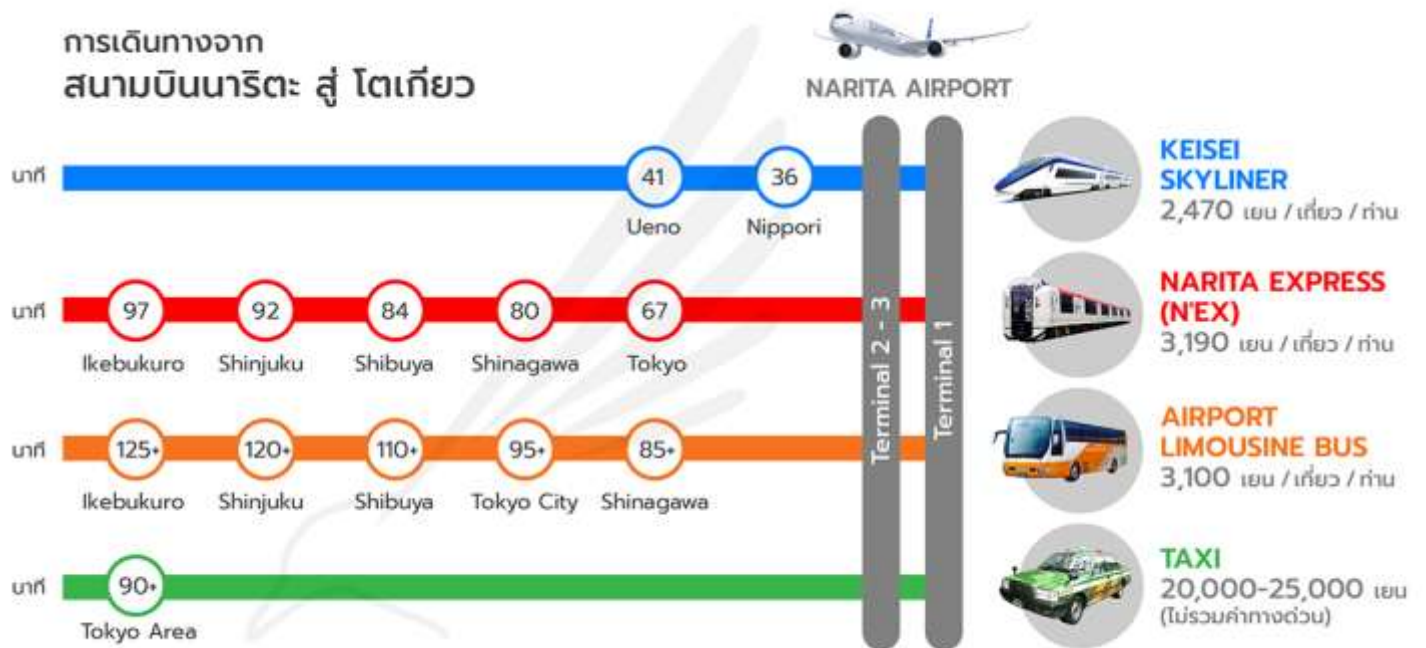 การเดินทางจาก
สนามบินนาริตะ สู่ โตเกียว
NARITA AIRPORT
นาที
41
36
Ueno
Nippori
KEISEI
SKYLINER
2,470 เยน / เที่ยว / ท่าน
นาที
97
92
84
80
67
Ikebukuro
Shinjuku
Shibuya
Shinagawa
Tokyo
NARITA EXPRESS
(N'EX)
3,190 เยน / เที่ยว / ท่าน
นาที
125+
120+
110+
95+
85+
Ikebukuro
Shinjuku
Shibuya
Tokyo City
Shinagawa
AIRPORT
LIMOUSINE BUS
3,100 เยน / เที่ยว / ท่าน
นาที
90+
Tokyo Area
TAXI
20,000-25,000 เยน
(ไม่รวมค่าทางด่วน)
Terminal 2 - 3
Terminal 1